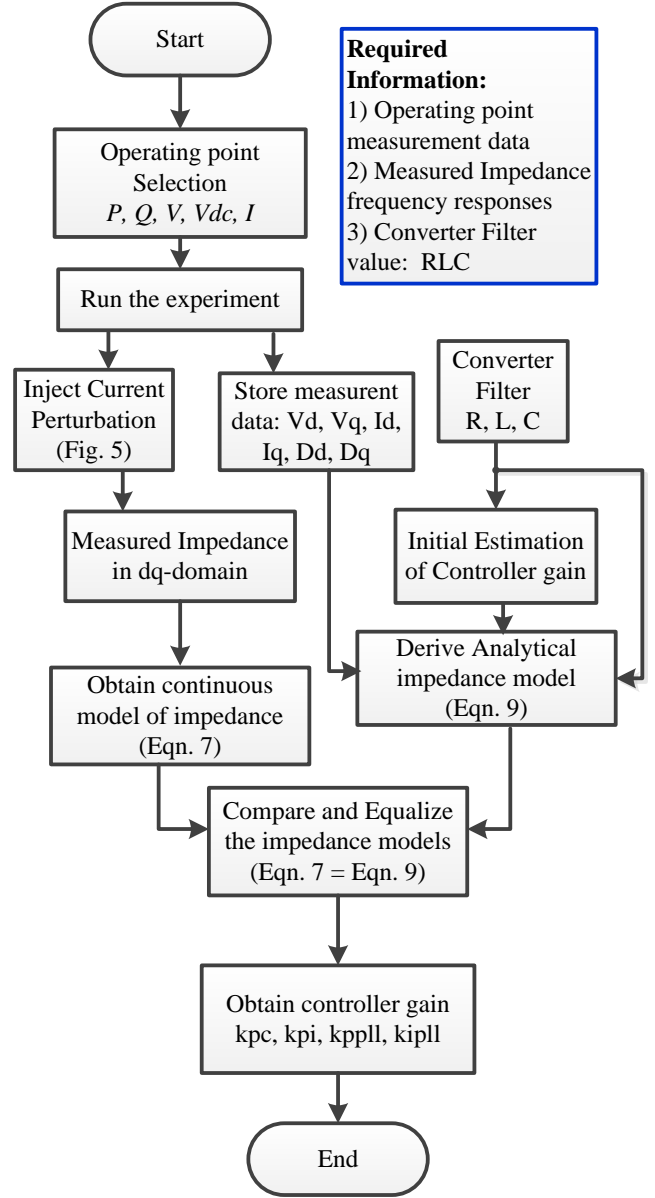 Start
Required
Information:
1) Operating point
measurement data
2) Measured Impedance
frequency responses
3) Converter Filter
value: RLC
Operating point
Selection
P, Q, V, Vdc, I
Run the experiment
Inject Current
Perturbation
(Fig. 5)
Store measurent
data: Vd, Vq, Id,
Iq, Dd, Dq
Converter
Filter
R, L, C
Measured Impedance
in dq-domain
Initial Estimation
of Controller gain
Obtain continuous
model of impedance
(Eqn. 7)
Derive Analytical
impedance model
(Eqn. 9)
Compare and Equalize
the impedance models
(Eqn. 7 = Eqn. 9)
Obtain controller gain
kpc, kpi, kppll, kipll
End